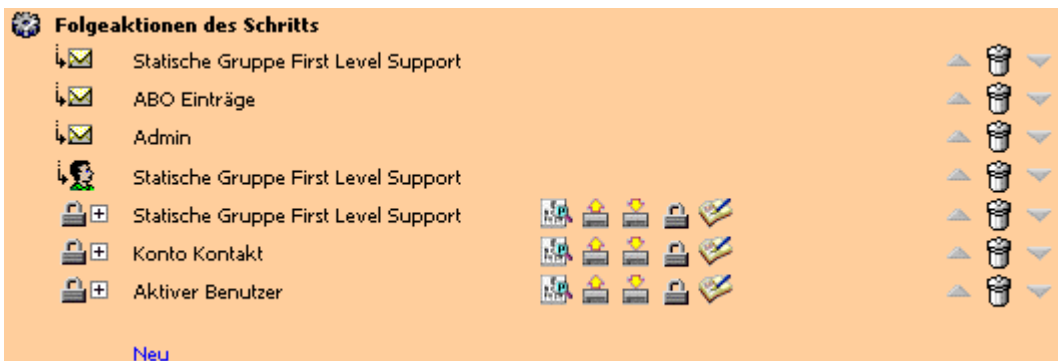 Folgeaktionen des Schritts
Statische Gruppe First Level Support
ABO Einträge
Admin
Statische Gruppe First Level Support
Statische Gruppe First Level Support
Konto Kontakt
Aktiver Benutzer
Neu